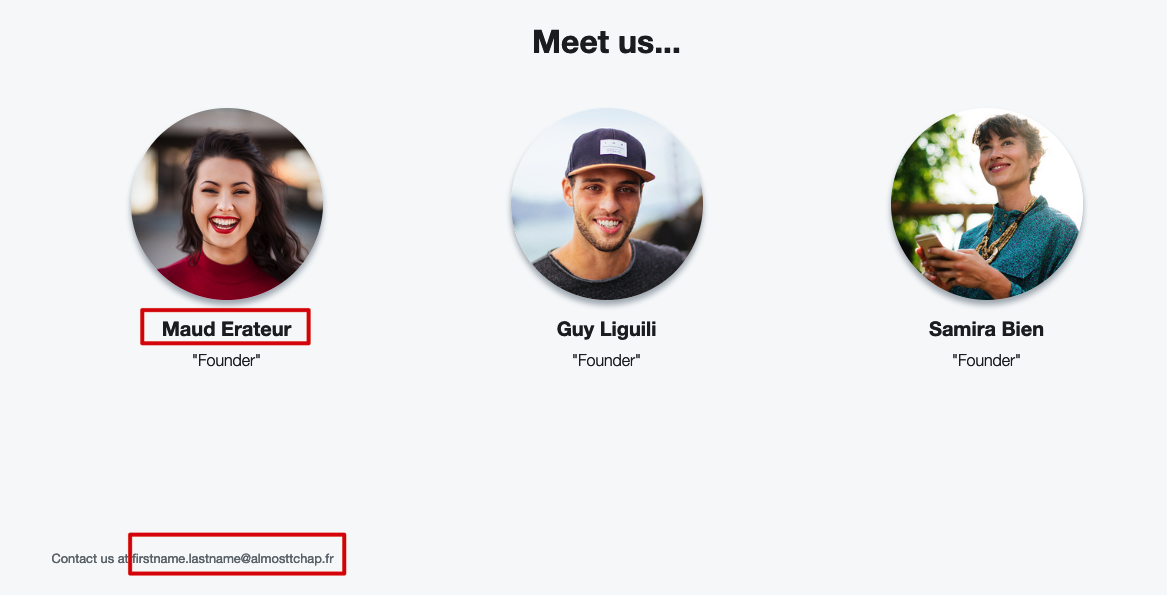 Meet us...
Maud Erateur Guy Liguili Samira Bien
"Founder" "Founder" "Founder"
Contact us at firstname.lastname@almosttchap.fr